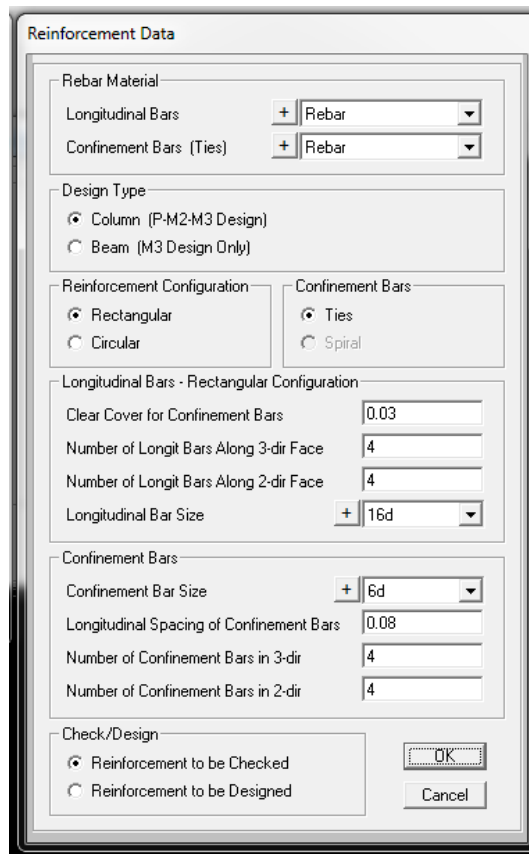 Reinforcement Data
Rebar Material
Longitudinal Bars + Rebar
Confinement Bars (Ties) + Rebar
Design Type
Column (P-M2-M3 Design)
Beam (M3 Design Only)
Reinforcement Configuration
Rectangular
Circular
Confinement Bars
Ties
Spiral
Longitudinal Bars - Rectangular Configuration
Clear Cover for Confinement Bars 0.03
Number of Longit Bars Along 3-dir Face 4
Number of Longit Bars Along 2-dir Face 4
Longitudinal Bar Size + 16d
Confinement Bars
Confinement Bar Size + 6d
Longitudinal Spacing of Confinement Bars 0.08
Number of Confinement Bars in 3-dir 4
Number of Confinement Bars in 2-dir 4
Check/Design
Reinforcement to be Checked
Reinforcement to be Designed
OK
Cancel